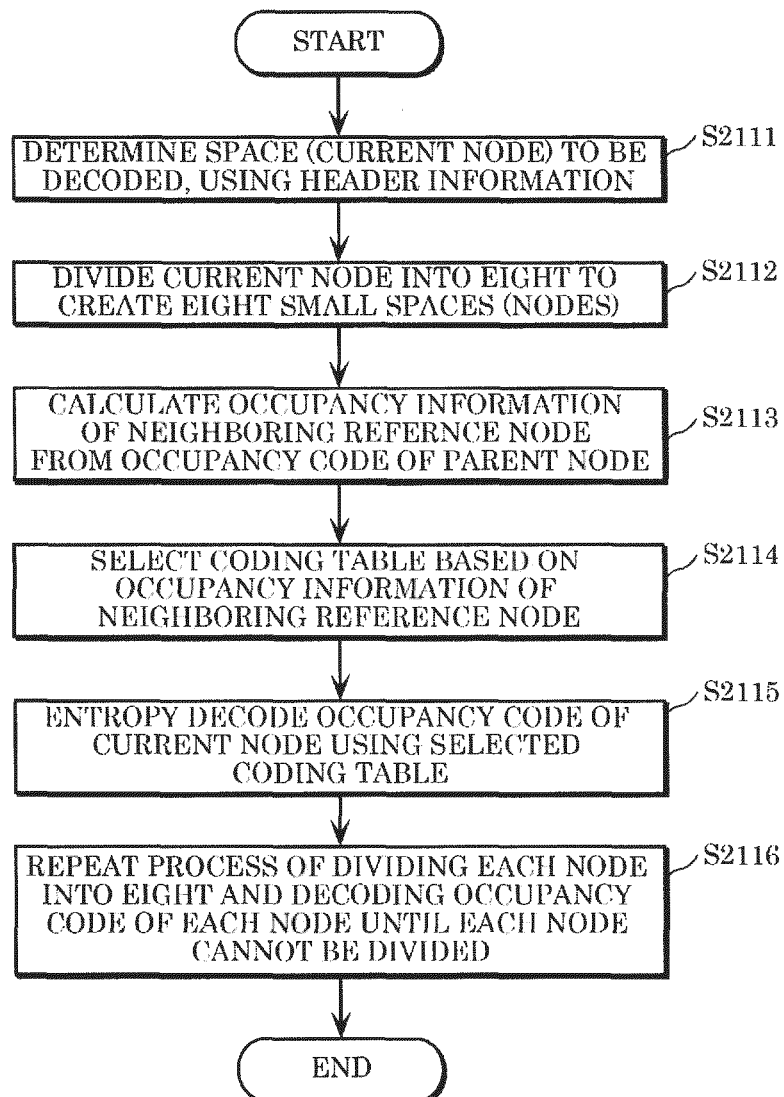 START
DETERMINE SPACE (CURRENT NODE) TO BE
DECODED, USING HEADER INFORMATION
S2111
DIVIDE CURRENT NODE INTO EIGHT TO
CREATE EIGHT SMALL SPACES (NODES)
S2112
CALCULATE OCCUPANCY INFORMATION
OF NEIGHBORING REFERNCE NODE
FROM OCCUPANCY CODE OF PARENT NODE
S2113
SELECT CODING TABLE BASED ON
OCCUPANCY INFORMATION OF
NEIGHBORING REFERENCE NODE
S2114
ENTROPY DECODE OCCUPANCY CODE OF
CURRENT NODE USING SELECTED
CODING TABLE
S2115
REPEAT PROCESS OF DIVIDING EACH NODE
INTO EIGHT AND DECODING OCCUPANCY
CODE OF EACH NODE UNTIL EACH NODE
CANNOT BE DIVIDED
S2116
END